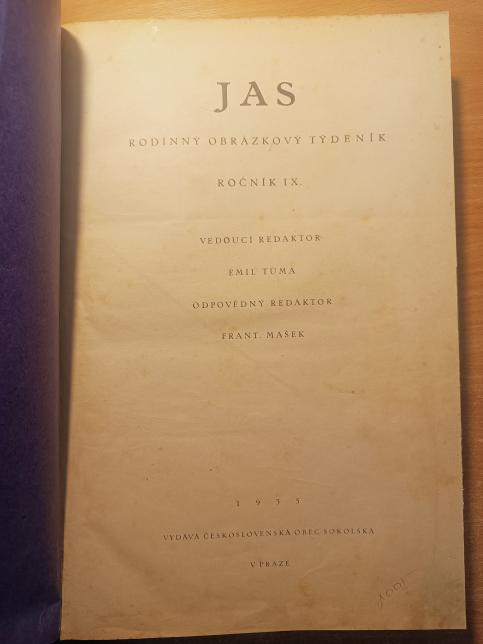 JAS
RODINNÝ OBRÁZKOVÝ TÝDENÍK
ROČNÍK IX.
VEDOUCÍ REDAKTOR
EMIL TŮMA
ODPOVĚDNÝ REDAKTOR
FRANT. MAŠEK
1935
VYDÁVÁ ČESKOSLOVENSKÁ OBEC SOKOLSKÁ
V PRAZE